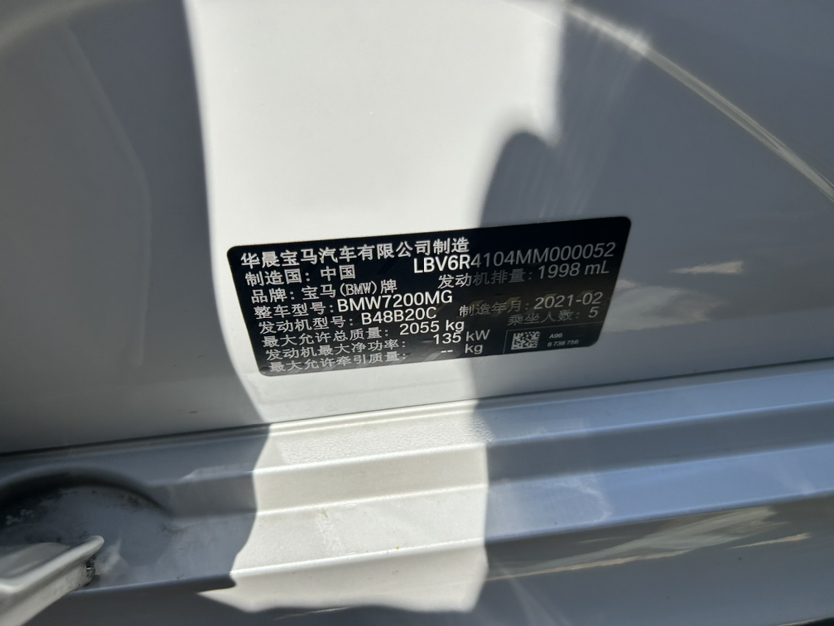 华晨宝马汽车有限公司制造
制造国：中国 LBV6R4104MM000052
品牌：宝马(BMW)牌 发动机排量：1998 mL
整车型号：BMW7200MG
发动机型号：B48B20C 制造年月：2021-02
最大允许总质量：2055 kg 乘坐人数：5
发动机最大净功率：135 kW
最大允许牵引质量：-- kg
A96